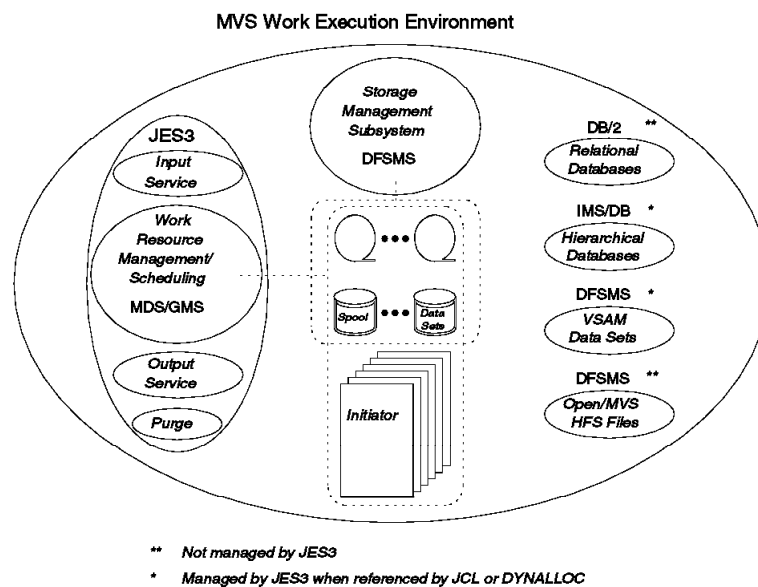 MVS Work Execution Environment
JES3
Input
Service
Work
Resource
Management/
Scheduling
MDS/GMS
Output
Service
Purge
Storage
Management
Subsystem
DFSMS
Spool
Data
Sets
Initiator
DB/2 **
Relational
Databases
IMS/DB *
Hierarchical
Databases
DFSMS *
VSAM
Data Sets
DFSMS **
Open/MVS
HFS Files
** Not managed by JES3
* Managed by JES3 when referenced by JCL or DYNALLOC